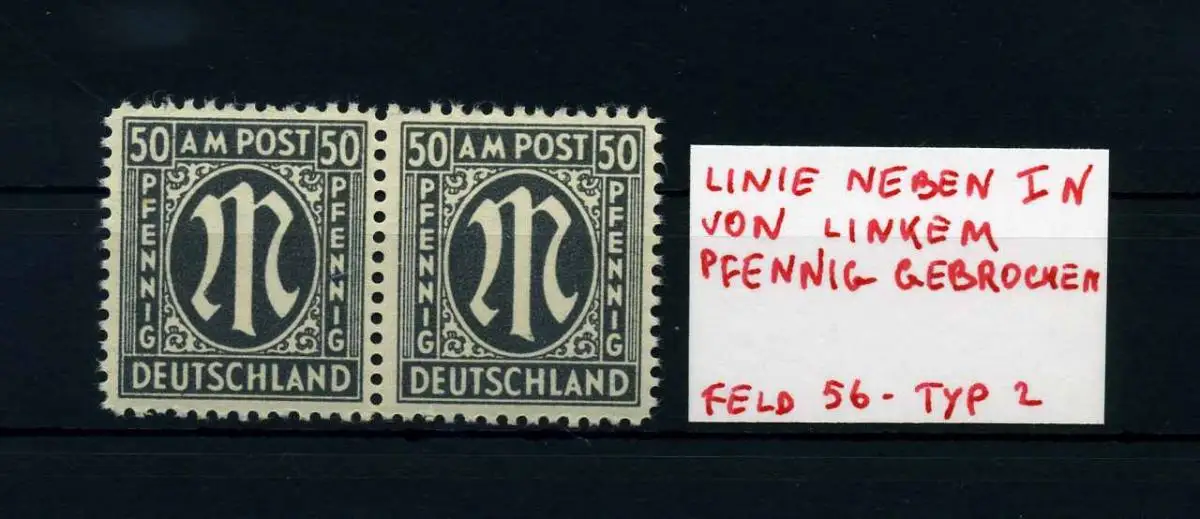 50 AM POST 50
PFENNIG
PFENNIG
DEUTSCHLAND
50 AM POST 50
PFENNIG
PFENNIG
DEUTSCHLAND
LINIE NEBEN IN
VON LINKEM
PFENNIG GEBROCHEN
FELD 56 - TYP 2